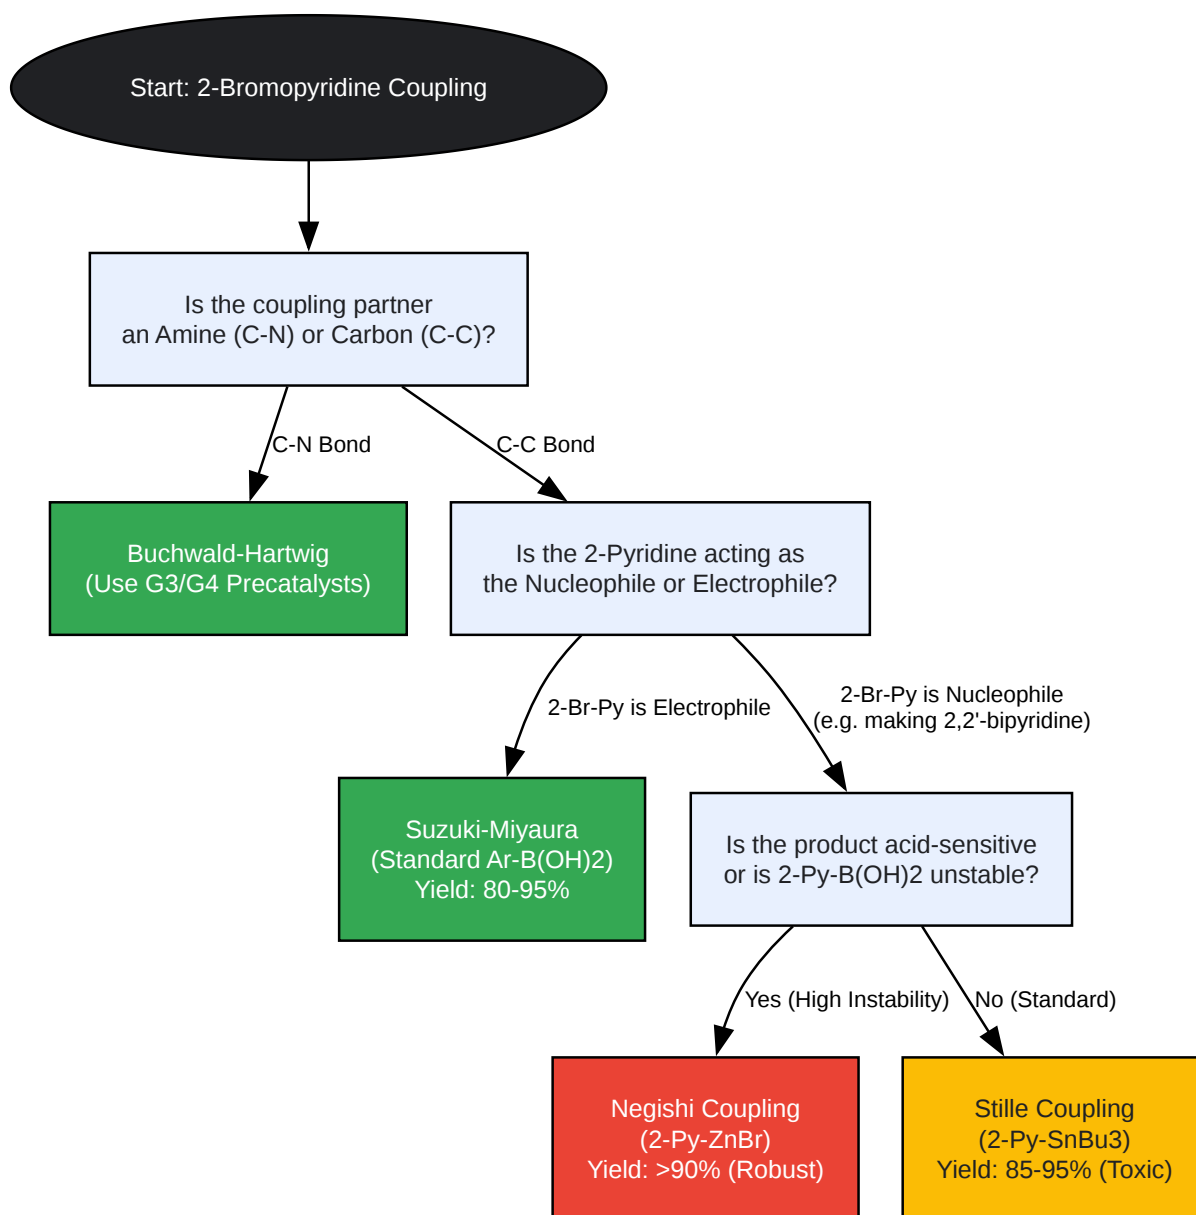 Start: 2-Bromopyridine Coupling
Is the coupling partner
an Amine (C-N) or Carbon (C-C)?
C-N Bond
C-C Bond
Buchwald-Hartwig
(Use G3/G4 Precatalysts)
Is the 2-Pyridine acting as
the Nucleophile or Electrophile?
2-Br-Py is Electrophile
2-Br-Py is Nucleophile
(e.g. making 2,2'-bipyridine)
Suzuki-Miyaura
(Standard Ar-B(OH)2)
Yield: 80-95%
Is the product acid-sensitive
or is 2-Py-B(OH)2 unstable?
Yes (High Instability)
No (Standard)
Negishi Coupling
(2-Py-ZnBr)
Yield: >90% (Robust)
Stille Coupling
(2-Py-SnBu3)
Yield: 85-95% (Toxic)